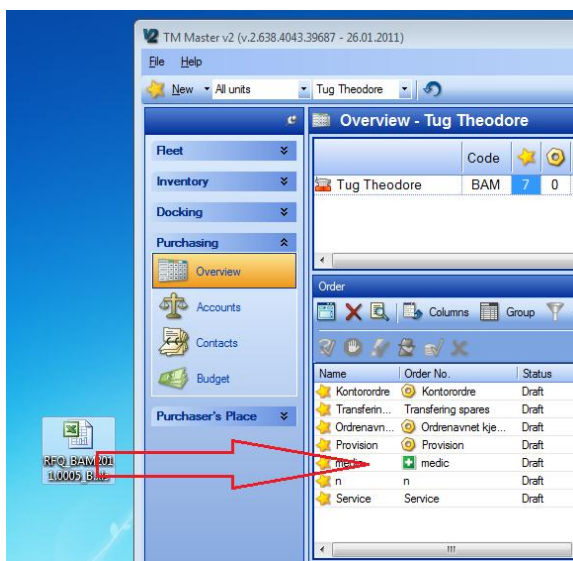 TM Master v2 (v.2.638.4043.39687 - 26.01.2011)
File Help
New All units Tug Theodore
Overview - Tug Theodore
Fleet
Inventory
Docking
Purchasing
Overview
Accounts
Contacts
Budget
Purchaser's Place
Code
Tug Theodore BAM 7 0
Order
Columns Group
Name Order No. Status
Kontorordre Kontorordre Draft
Transferin... Transfering spares Draft
Ordrenavn... Ordrenavnet kje... Draft
Provision Provision Draft
medic medic Draft
n n Draft
Service Service Draft